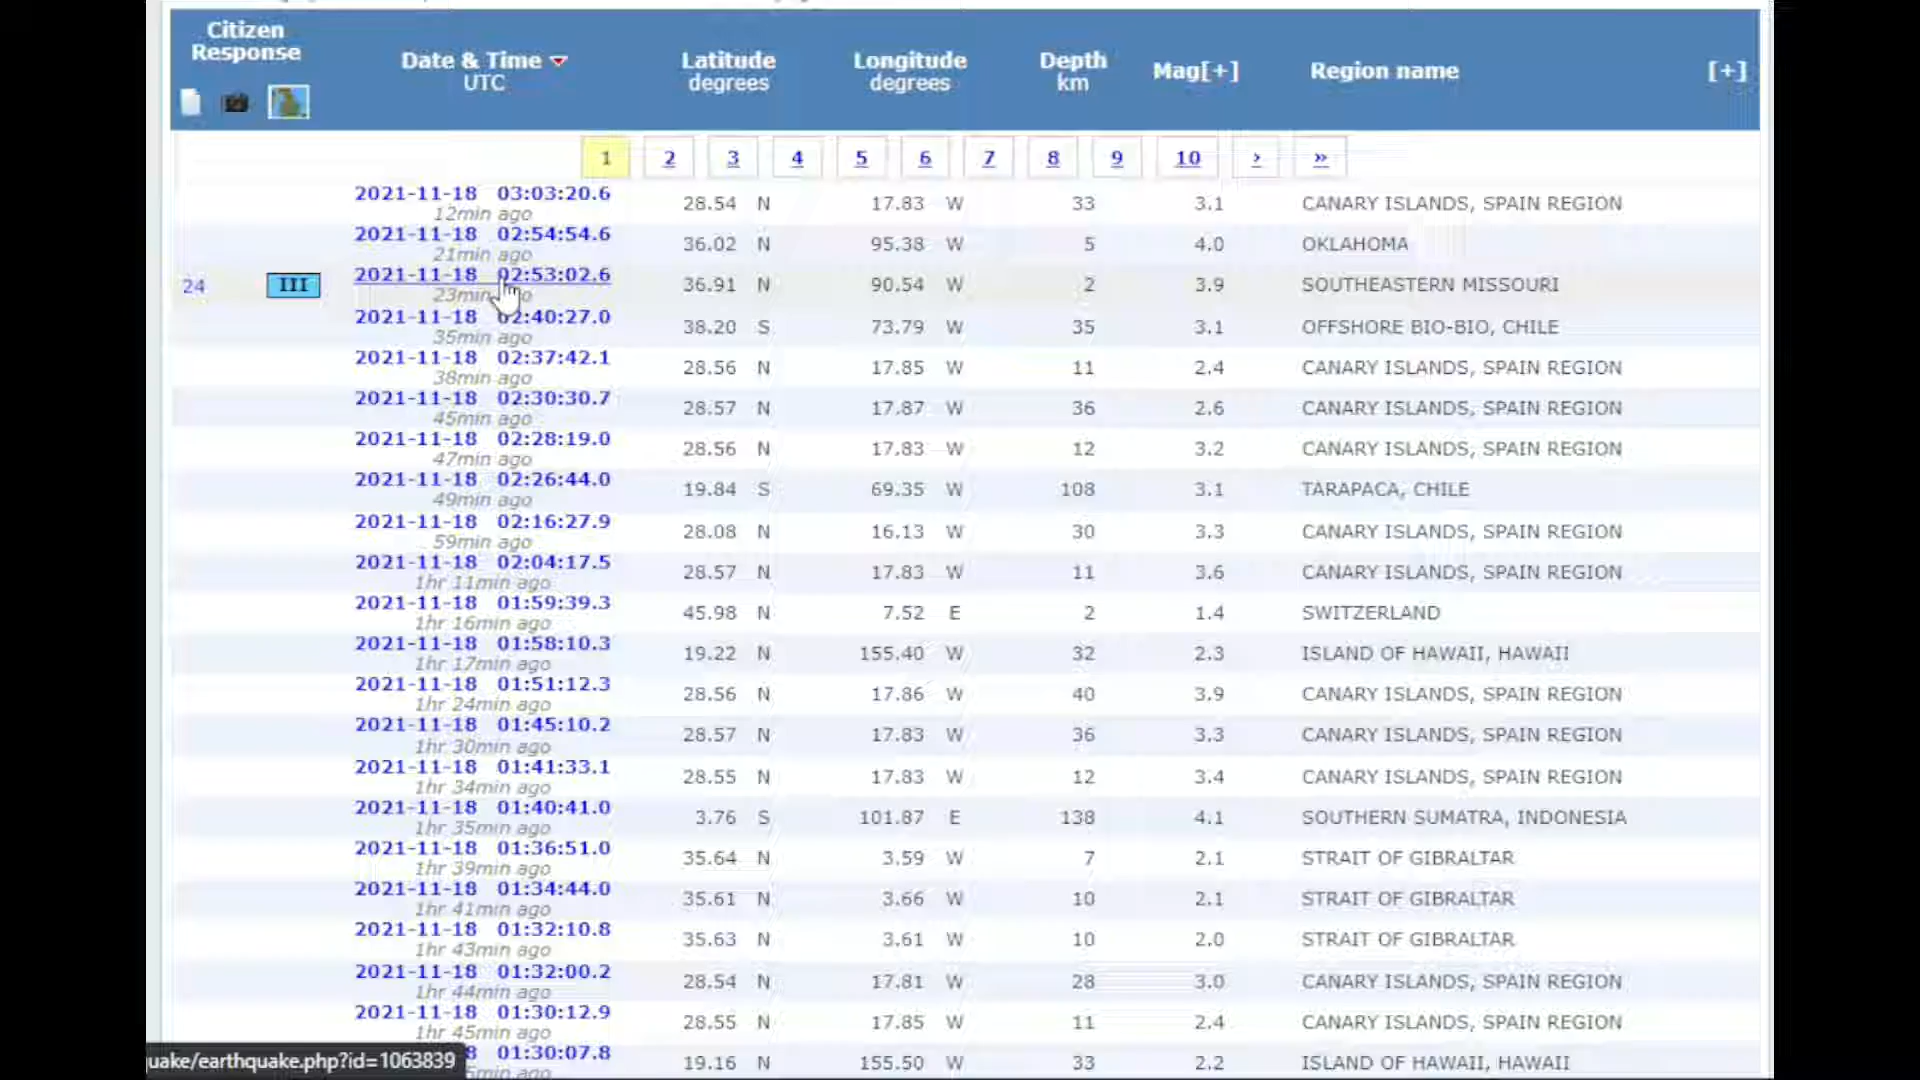 Citizen Response
Date & Time UTC
Latitude degrees
Longitude degrees
Depth km
Mag[+]
Region name
[+]
1 2 3 4 5 6 7 8 9 10 › »
2021-11-18 03:03:20.6 28.54 N 17.83 W 33 3.1 CANARY ISLANDS, SPAIN REGION
12min ago
2021-11-18 02:54:54.6 36.02 N 95.38 W 5 4.0 OKLAHOMA
21min ago
24 III 2021-11-18 02:53:02.6 36.91 N 90.54 W 2 3.9 SOUTHEASTERN MISSOURI
23min ago
2021-11-18 02:40:27.0 38.20 S 73.79 W 35 3.1 OFFSHORE BIO-BIO, CHILE
35min ago
2021-11-18 02:37:42.1 28.56 N 17.85 W 11 2.4 CANARY ISLANDS, SPAIN REGION
38min ago
2021-11-18 02:30:30.7 28.57 N 17.87 W 36 2.6 CANARY ISLANDS, SPAIN REGION
45min ago
2021-11-18 02:28:19.0 28.56 N 17.83 W 12 3.2 CANARY ISLANDS, SPAIN REGION
47min ago
2021-11-18 02:26:44.0 19.84 S 69.35 W 108 3.1 TARAPACA, CHILE
49min ago
2021-11-18 02:16:27.9 28.08 N 16.13 W 30 3.3 CANARY ISLANDS, SPAIN REGION
59min ago
2021-11-18 02:04:17.5 28.57 N 17.83 W 11 3.6 CANARY ISLANDS, SPAIN REGION
1hr 11min ago
2021-11-18 01:59:39.3 45.98 N 7.52 E 2 1.4 SWITZERLAND
1hr 16min ago
2021-11-18 01:58:10.3 19.22 N 155.40 W 32 2.3 ISLAND OF HAWAII, HAWAII
1hr 17min ago
2021-11-18 01:51:12.3 28.56 N 17.86 W 40 3.9 CANARY ISLANDS, SPAIN REGION
1hr 24min ago
2021-11-18 01:45:10.2 28.57 N 17.83 W 36 3.3 CANARY ISLANDS, SPAIN REGION
1hr 30min ago
2021-11-18 01:41:33.1 28.55 N 17.83 W 12 3.4 CANARY ISLANDS, SPAIN REGION
1hr 34min ago
2021-11-18 01:40:41.0 3.76 S 101.87 E 138 4.1 SOUTHERN SUMATRA, INDONESIA
1hr 35min ago
2021-11-18 01:36:51.0 35.64 N 3.59 W 7 2.1 STRAIT OF GIBRALTAR
1hr 39min ago
2021-11-18 01:34:44.0 35.61 N 3.66 W 10 2.1 STRAIT OF GIBRALTAR
1hr 41min ago
2021-11-18 01:32:10.8 35.63 N 3.61 W 10 2.0 STRAIT OF GIBRALTAR
1hr 43min ago
2021-11-18 01:32:00.2 28.54 N 17.81 W 28 3.0 CANARY ISLANDS, SPAIN REGION
1hr 44min ago
2021-11-18 01:30:12.9 28.55 N 17.85 W 11 2.4 CANARY ISLANDS, SPAIN REGION
1hr 45min ago
8 01:30:07.8 19.16 N 155.50 W 33 2.2 ISLAND OF HAWAII, HAWAII
uake/earthquake.php?id=1063839